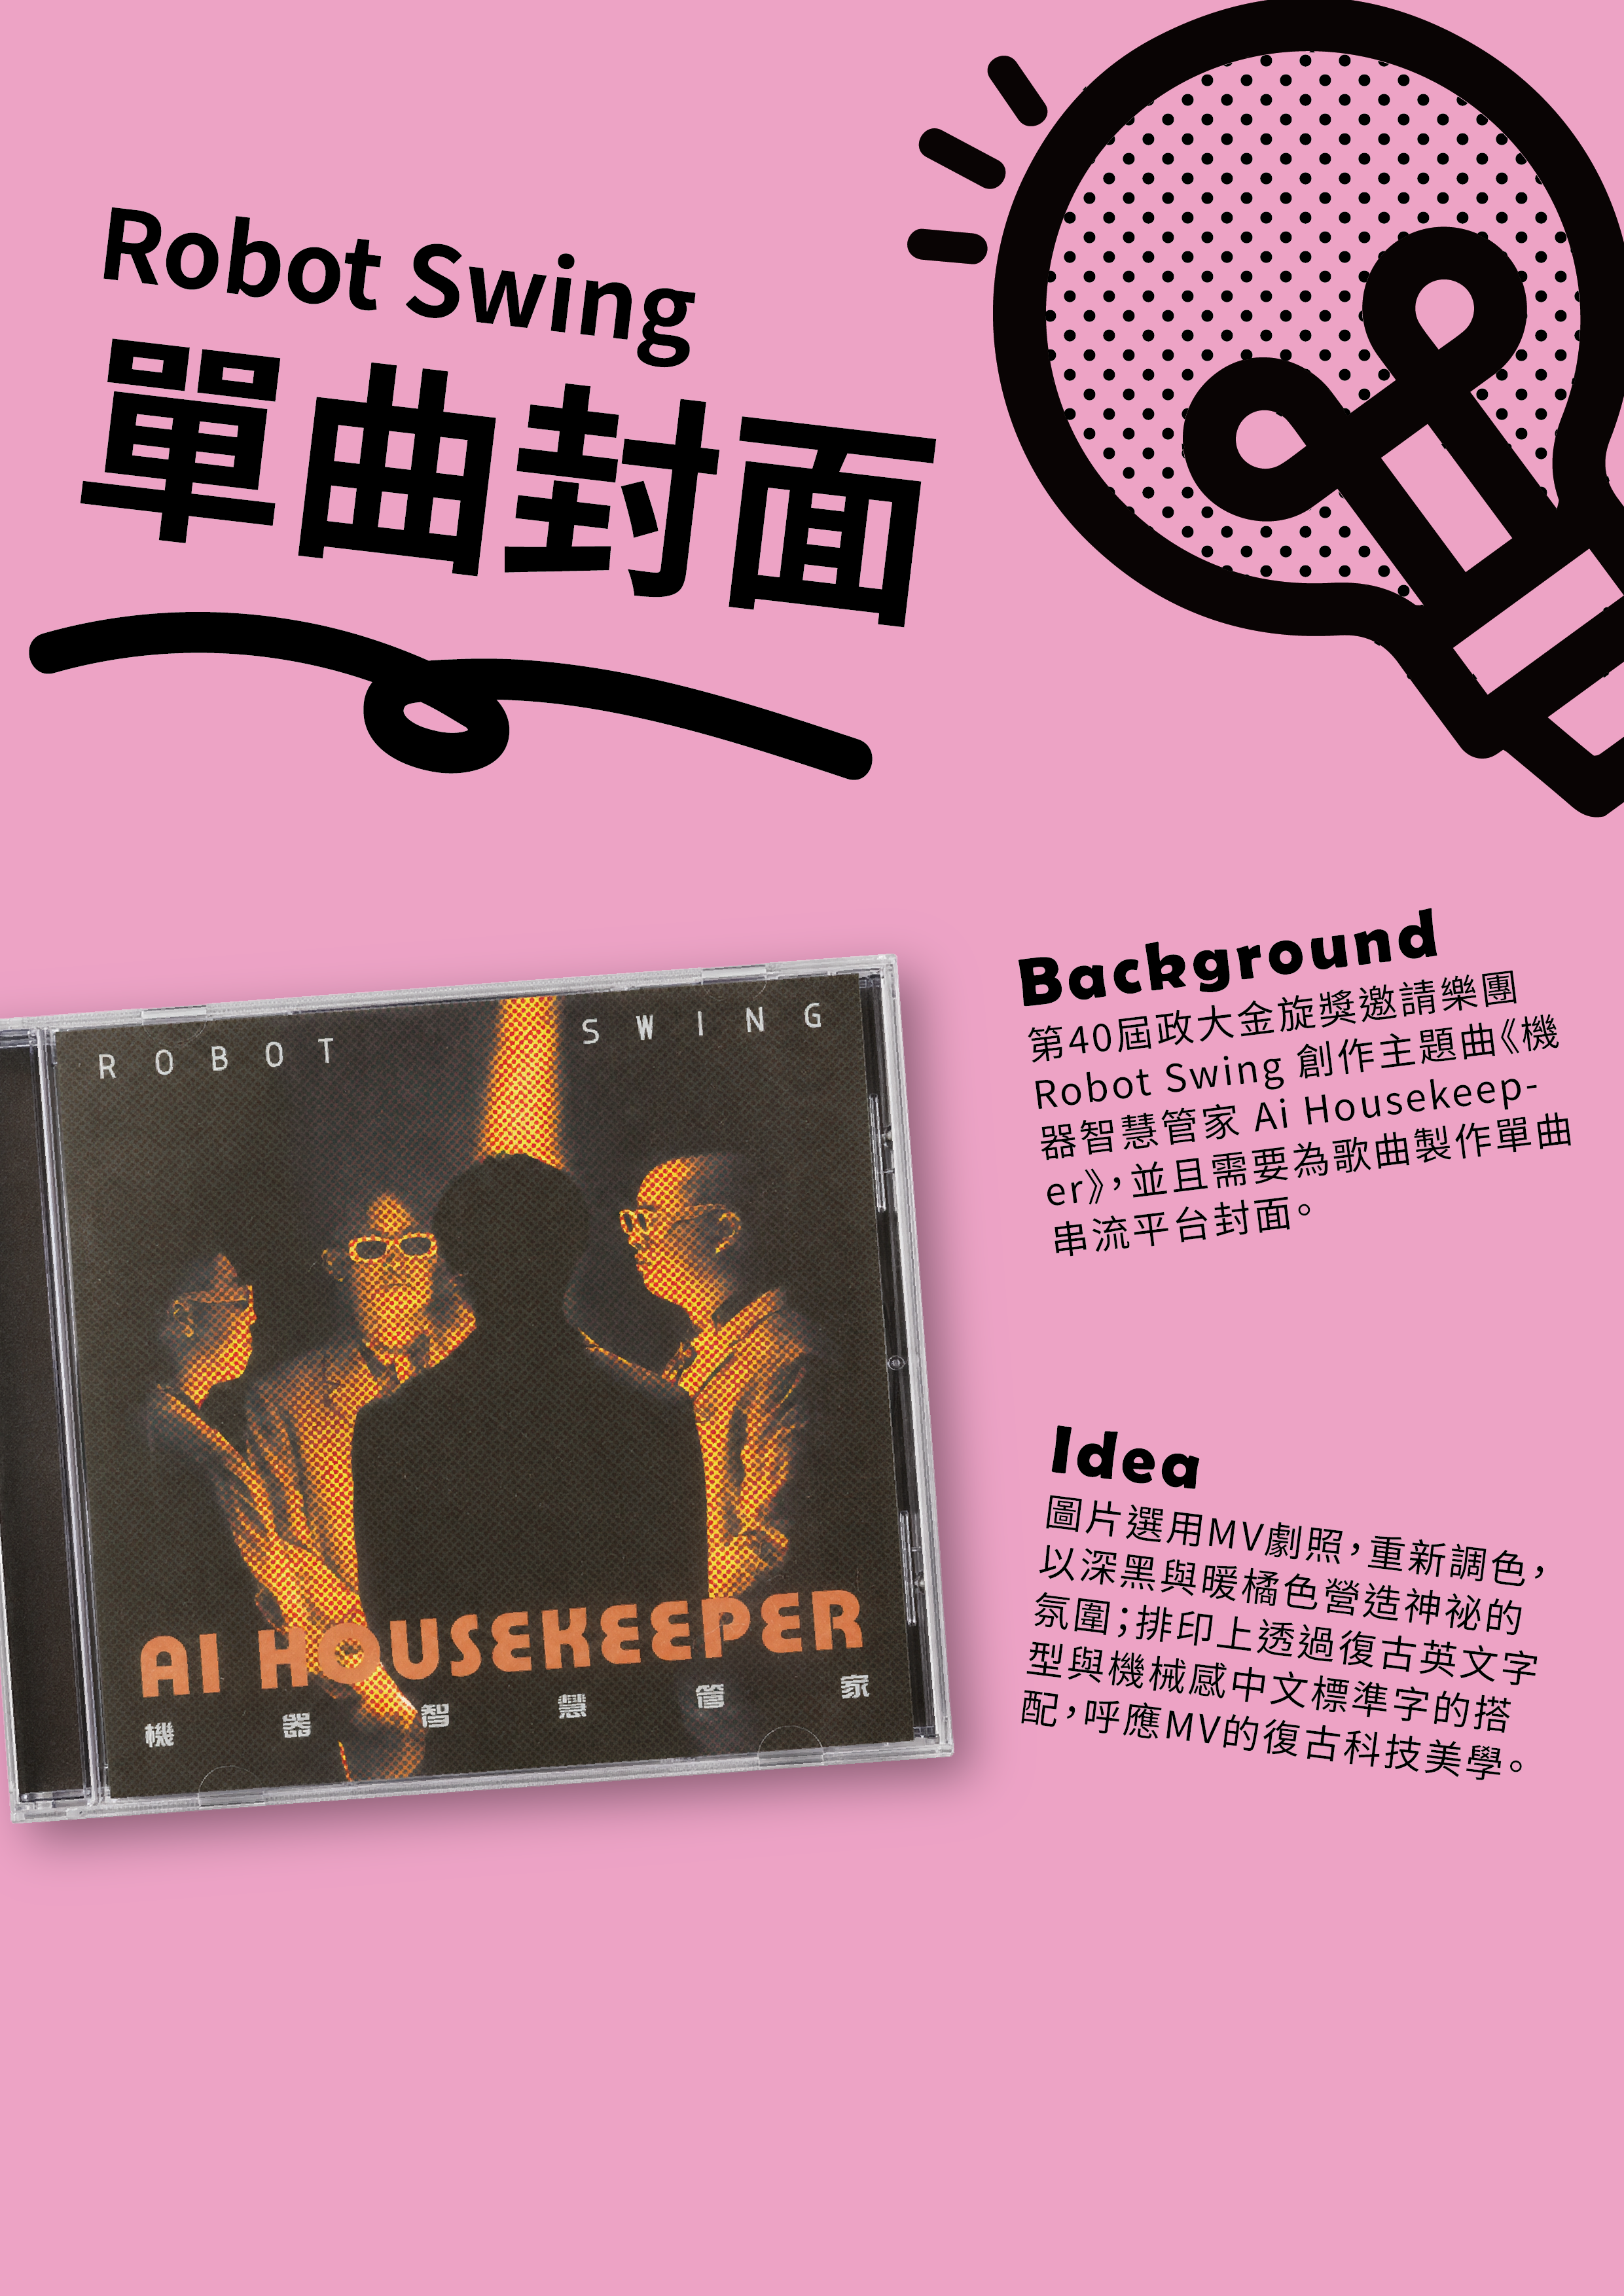 Robot Swing
單曲封面
ROBOT SWING
AI HOUSEKEEPER
機器智慧管家
Background
第40屆政大金旋獎邀請樂團
Robot Swing 創作主題曲《機
器智慧管家 Ai Housekeep-
er》，並且需要為歌曲製作單曲
串流平台封面。
Idea
圖片選用MV劇照，重新調色，
以深黑與暖橘色營造神祕的
氛圍；排印上透過復古英文字
型與機械感中文標準字的搭
配，呼應MV的復古科技美學。